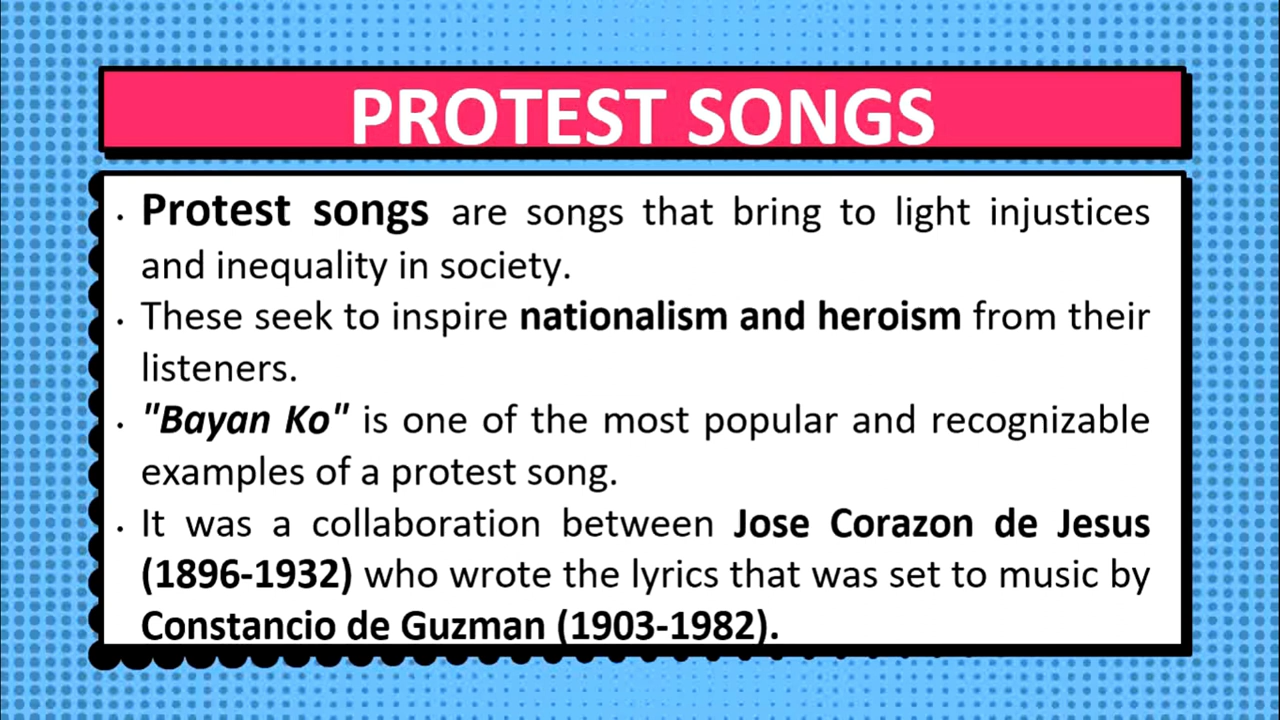 PROTEST SONGS
· Protest songs are songs that bring to light injustices
and inequality in society.
· These seek to inspire nationalism and heroism from their
listeners.
· "Bayan Ko" is one of the most popular and recognizable
examples of a protest song.
· It was a collaboration between Jose Corazon de Jesus
(1896-1932) who wrote the lyrics that was set to music by
Constancio de Guzman (1903-1982).